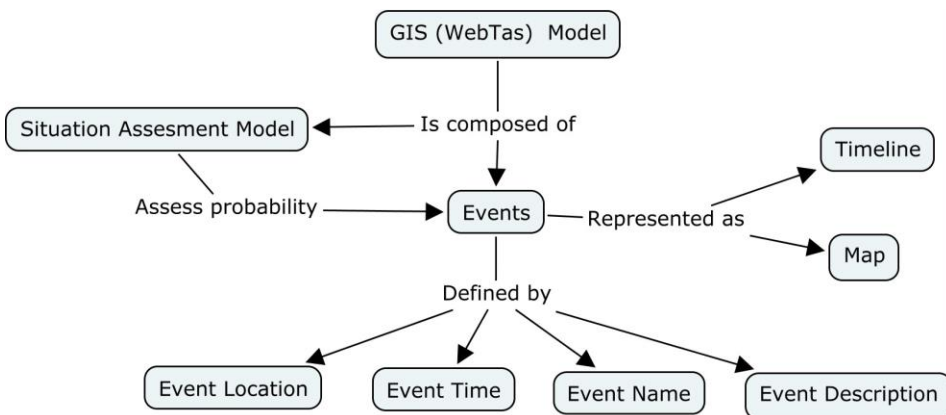 GIS (WebTas) Model
Is composed of
Situation Assesment Model
Timeline
Assess probability
Events
Represented as
Map
Defined by
Event Location
Event Time
Event Name
Event Description